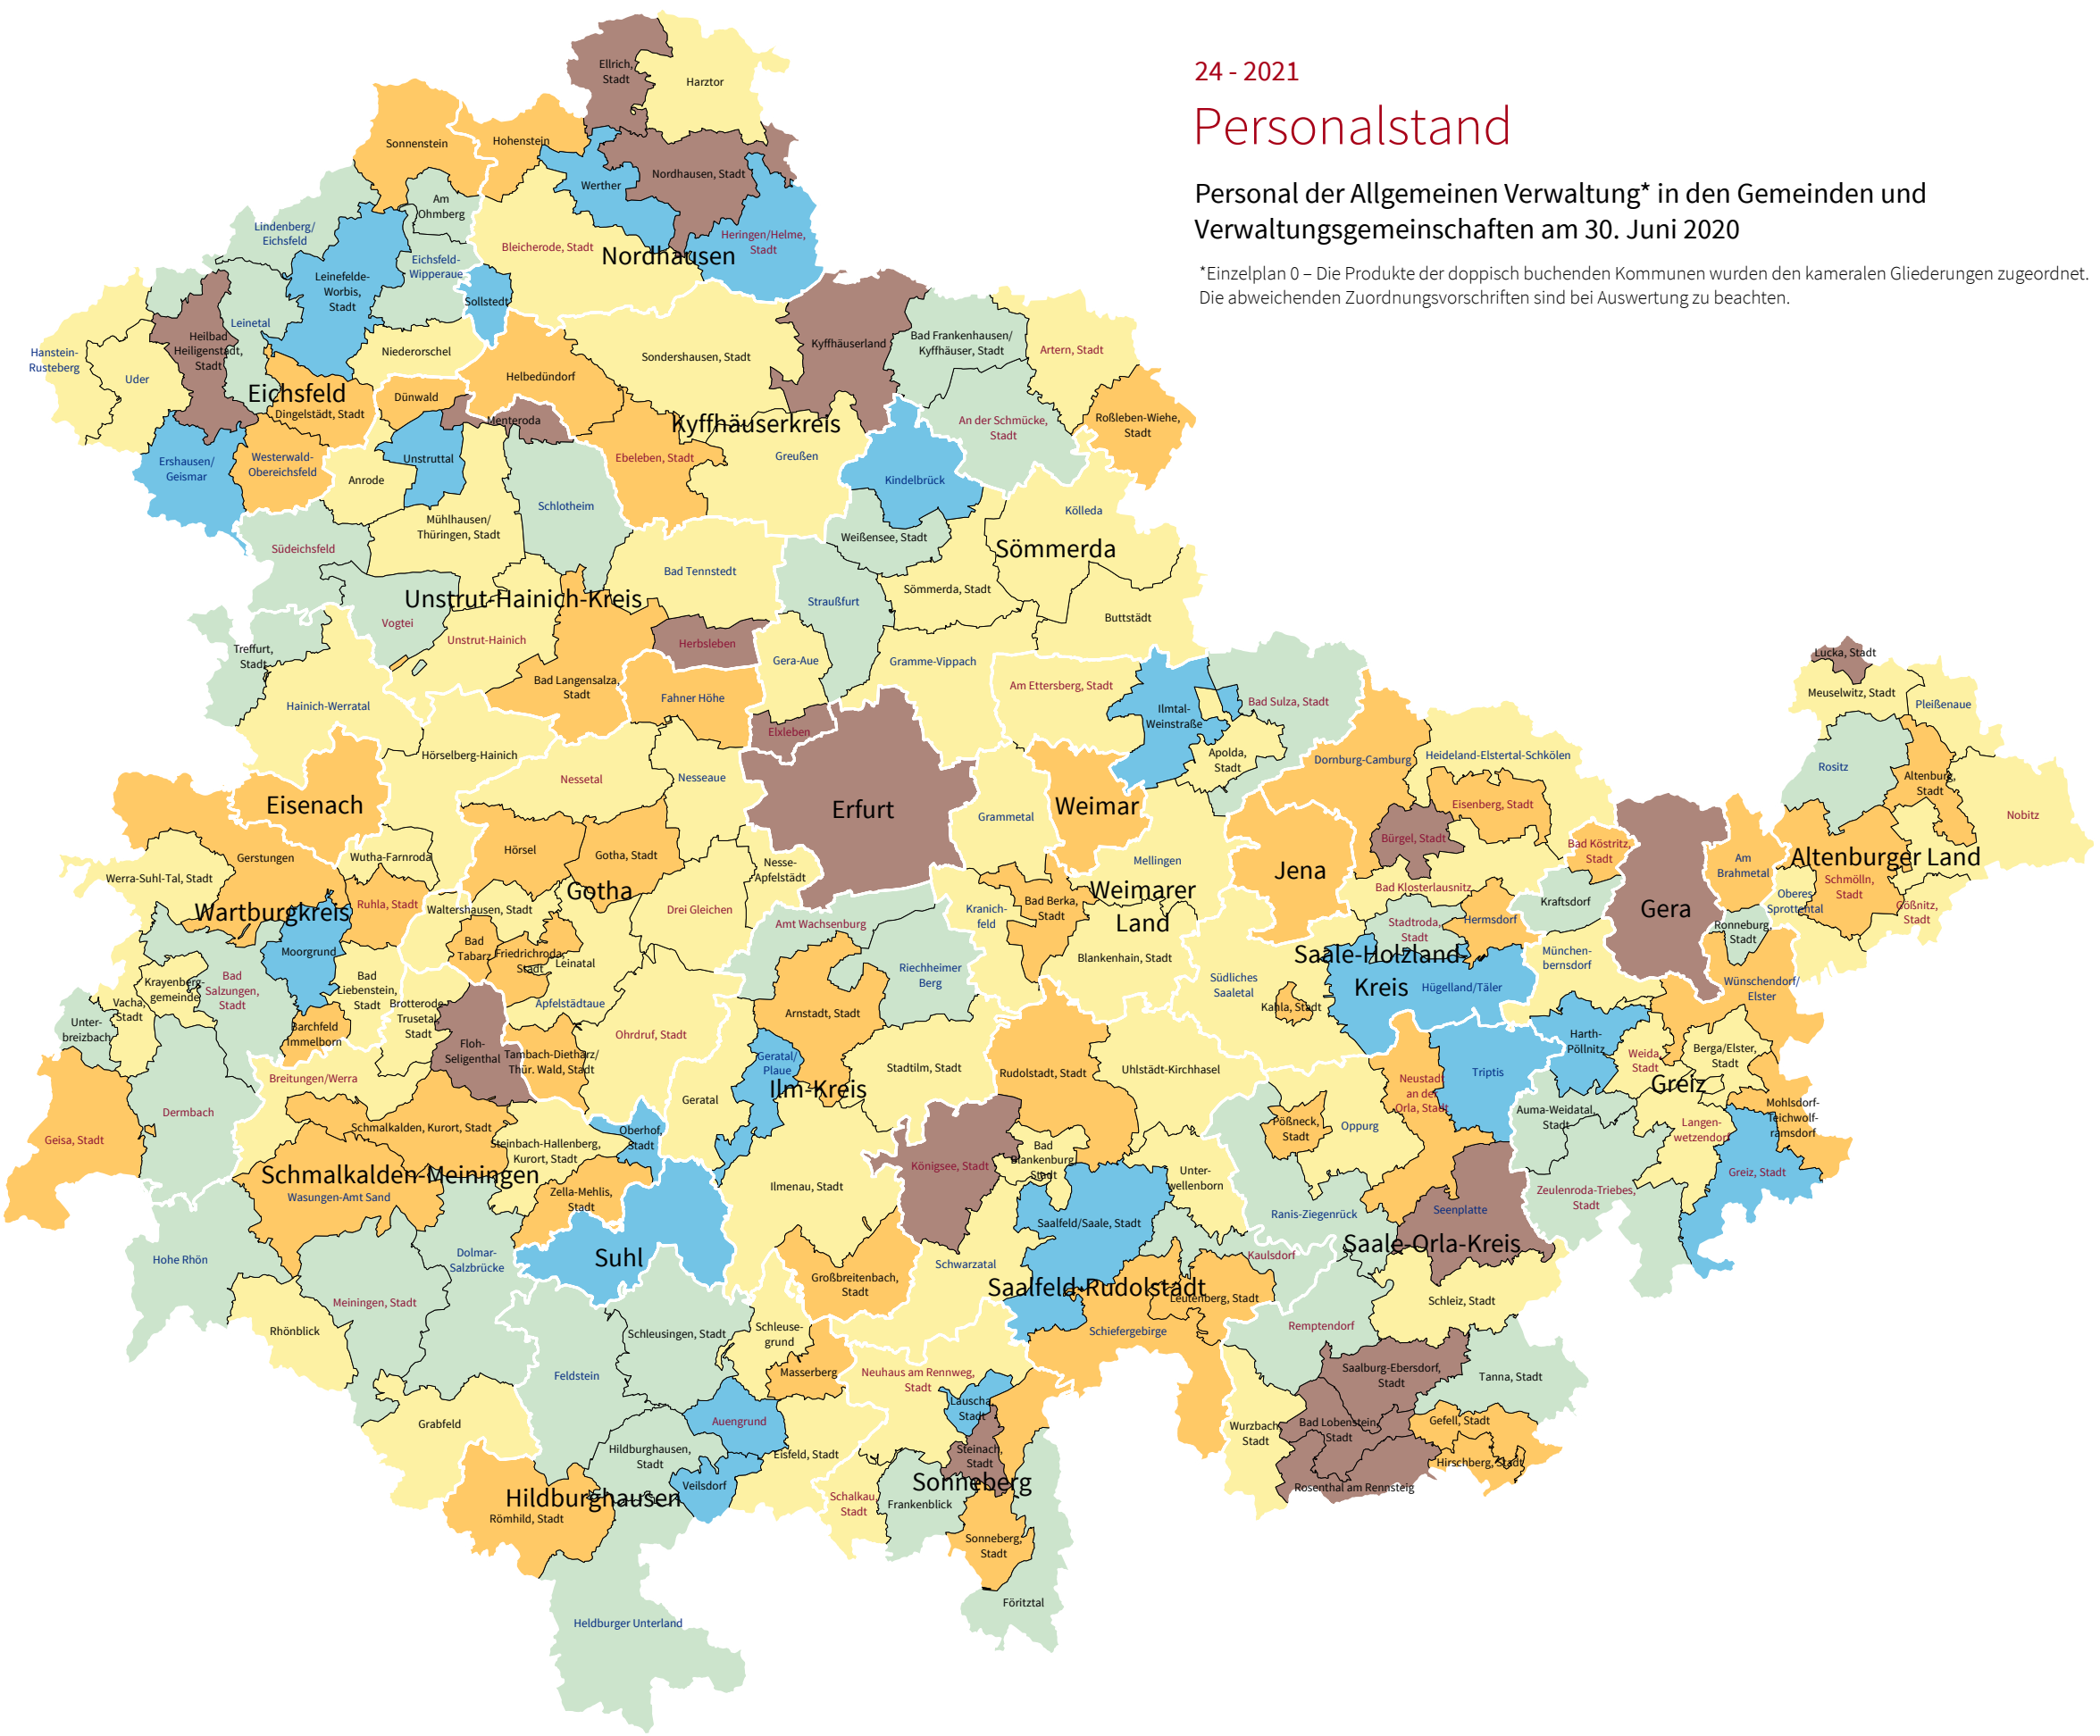 24 - 2021
Personalstand
Personal der Allgemeinen Verwaltung* in den Gemeinden und
Verwaltungsgemeinschaften am 30. Juni 2020
*Einzelplan 0 – Die Produkte der doppisch buchenden Kommunen wurden den kameralen Gliederungen zugeordnet.
Die abweichenden Zuordnungsvorschriften sind bei Auswertung zu beachten.
Ellrich,
Stadt
Harztor
Sonnenstein
Hohenstein
Werther
Nordhausen, Stadt
Am
Ohmberg
Lindenberg/
Eichsfeld
Bleicherode, Stadt
Nordhausen
Heringen/Helme,
Stadt
Eichsfeld-
Wipperaue
Leinefelde-
Worbis,
Stadt
Sollstedt
Leinetal
Heilbad
Heiligenstadt,
Stadt
Hanstein-
Rusteberg
Uder
Niederorschel
Sondershausen, Stadt
Kyffhäuserland
Bad Frankenhausen/
Kyffhäuser, Stadt
Artern, Stadt
Eichsfeld
Dingelstädt, Stadt
Dünwald
Helbedündorf
Menteroda
Kyffhäuserkreis
An der Schmücke,
Stadt
Roßleben-Wiehe,
Stadt
Ershausen/
Geismar
Westerwald-
Obereichsfeld
Anrode
Unstruttal
Ebeleben, Stadt
Greußen
Kindelbrück
Schlotheim
Mühlhausen/
Thüringen, Stadt
Kölleda
Südeichsfeld
Weißensee, Stadt
Sömmerda
Bad Tennstedt
Sömmerda, Stadt
Straußfurt
Unstrut-Hainich-Kreis
Vogtei
Unstrut-Hainich
Herbsleben
Buttstädt
Treffurt,
Stadt
Gera-Aue
Gramme-Vippach
Bad Langensalza,
Stadt
Fahner Höhe
Am Ettersberg, Stadt
Hainich-Werratal
Ilmtal-
Weinstraße
Bad Sulza, Stadt
Elxleben
Lucka, Stadt
Meuselwitz, Stadt
Pleißenaue
Hörselberg-Hainich
Nessetal
Nesseaue
Apolda,
Stadt
Dornburg-Camburg
Heideland-Elstertal-Schkölen
Rositz
Altenburg,
Stadt
Eisenach
Erfurt
Grammetal
Weimar
Eisenberg, Stadt
Nobitz
Bürgel, Stadt
Bad Köstritz,
Stadt
Gerstungen
Wutha-Farnroda
Hörsel
Gotha, Stadt
Nesse-
Apfelstädt
Mellingen
Jena
Am
Brahmetal
Altenburger Land
Werra-Suhl-Tal, Stadt
Gotha
Weimarer
Land
Bad Klosterlausnitz
Schmölln,
Stadt
Oberes
Sprottental
Gößnitz,
Stadt
Wartburgkreis
Ruhla, Stadt
Waltershausen, Stadt
Drei Gleichen
Amt Wachsenburg
Kranich-
feld
Bad Berka,
Stadt
Stadtroda,
Stadt
Hermsdorf
Kraftsdorf
Gera
Ronneburg,
Stadt
Moorgrund
Bad
Tabarz
Friedrichroda,
Stadt
Leinatal
Blankenhain, Stadt
Saale-Holzland-
Kreis
München-
bernsdorf
Bad
Salzungen,
Stadt
Krayenberg-
gemeinde
Bad
Liebenstein,
Stadt
Riechheimer
Berg
Südliches
Saaletal
Hügelland/Täler
Wünschendorf/
Elster
Vacha,
Stadt
Brotterode-
Trusetal,
Stadt
Apfelstädtaue
Arnstadt, Stadt
Kahla, Stadt
Unter-
breizbach
Barchfeld
Immelborn
Ohrdruf, Stadt
Harth-
Pöllnitz
Floh-
Seligenthal
Tambach-Dietharz/
Thür. Wald, Stadt
Geratal/
Plaue
Ilm-Kreis
Stadtilm, Stadt
Rudolstadt, Stadt
Uhlstädt-Kirchhasel
Triptis
Weida,
Stadt
Berga/Elster,
Stadt
Greiz
Breitungen/Werra
Geratal
Neustadt
an der
Orla, Stadt
Dermbach
Schmalkalden, Kurort, Stadt
Auma-Weidatal,
Stadt
Langen-
wetzendorf
Mohlsdorf-
Teichwolf-
ramsdorf
Geisa, Stadt
Steinbach-Hallenberg,
Kurort, Stadt
Oberhof,
Stadt
Pößneck,
Stadt
Oppurg
Königsee, Stadt
Bad
Blankenburg,
Stadt
Unter-
wellenborn
Greiz, Stadt
Schmalkalden-Meiningen
Wasungen-Amt Sand
Zella-Mehlis,
Stadt
Ilmenau, Stadt
Zeulenroda-Triebes,
Stadt
Saalfeld/Saale, Stadt
Ranis-Ziegenrück
Seenplatte
Saale-Orla-Kreis
Hohe Rhön
Dolmar-
Salzbrücke
Suhl
Schwarzatal
Kaulsdorf
Großbreitenbach,
Stadt
Saalfeld-Rudolstadt
Leutenberg, Stadt
Schleiz, Stadt
Meiningen, Stadt
Rhönblick
Schleusingen, Stadt
Schleuse-
grund
Schiefergebirge
Remptendorf
Masserberg
Neuhaus am Rennweg,
Stadt
Saalburg-Ebersdorf,
Stadt
Tanna, Stadt
Feldstein
Lauscha,
Stadt
Grabfeld
Auengrund
Wurzbach,
Stadt
Bad Lobenstein,
Stadt
Gefell, Stadt
Hildburghausen,
Stadt
Eisfeld, Stadt
Steinach,
Stadt
Hirschberg, Stadt
Veilsdorf
Sonneberg
Rosenthal am Rennsteig
Hildburghausen
Römhild, Stadt
Schalkau,
Stadt
Frankenblick
Sonneberg,
Stadt
Föritztal
Heldburger Unterland